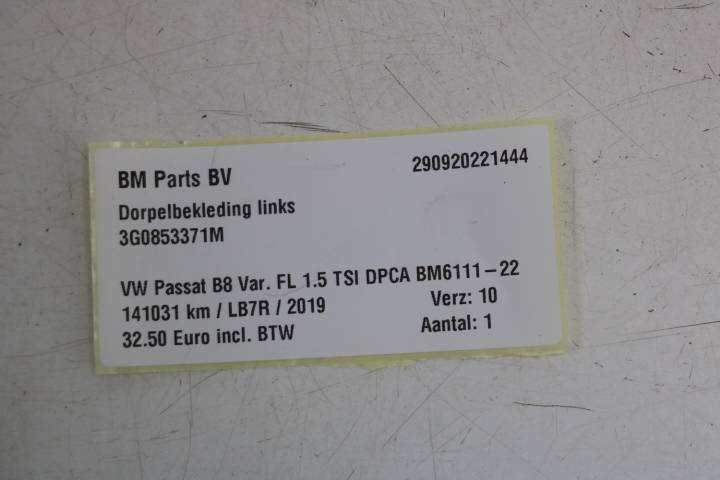 BM Parts BV
290920221444
Dorpelbekleding links
3G0853371M
VW Passat B8 Var. FL 1.5 TSI DPCA BM6111-22
141031 km / LB7R / 2019 Verz: 10
32.50 Euro incl. BTW Aantal: 1